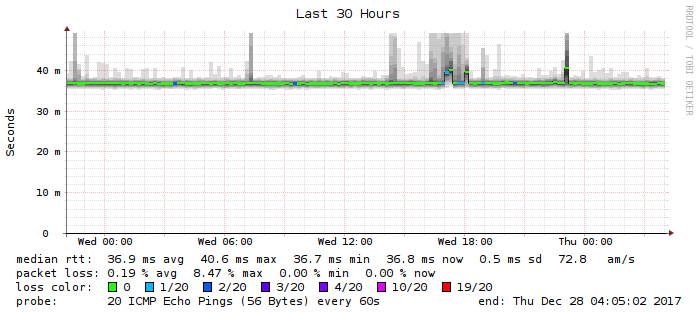 Last 30 Hours
RRDTOOL / TOBI OETIKER
Seconds
40 m
30 m
20 m
10 m
0
Wed 00:00 Wed 06:00 Wed 12:00 Wed 18:00 Thu 00:00
median rtt: 36.9 ms avg 40.6 ms max 36.7 ms min 36.8 ms now 0.5 ms sd 72.8 am/s
packet loss: 0.19 % avg 8.47 % max 0.00 % min 0.00 % now
loss color: 0 1/20 2/20 3/20 4/20 10/20 19/20
probe: 20 ICMP Echo Pings (56 Bytes) every 60s end: Thu Dec 28 04:05:02 2017